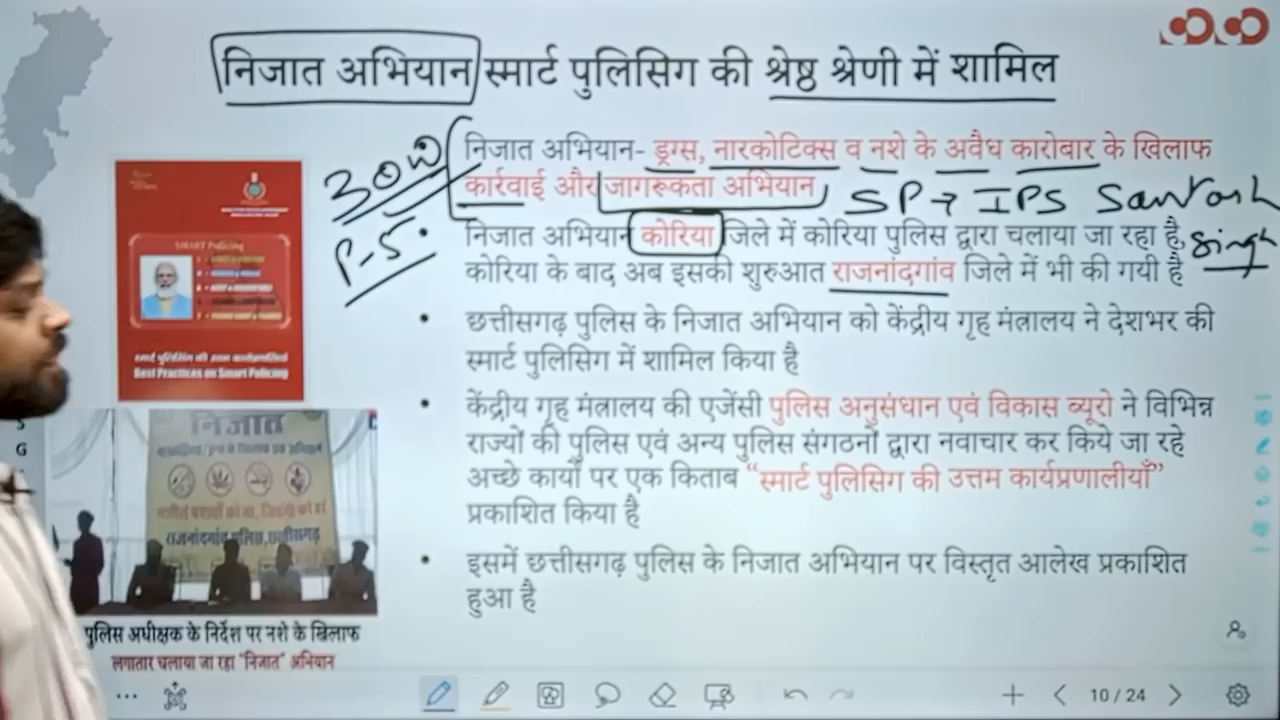 निजात अभियान स्मार्ट पुलिसिग की श्रेष्ठ श्रेणी में शामिल
निजात अभियान- ड्रग्स, नारकोटिक्स व नशे के अवैध कारोबार के खिलाफ
कार्रवाई और जागरूकता अभियान
SP → IPS Santosh
Singh
P-5
निजात अभियान कोरिया जिले में कोरिया पुलिस द्वारा चलाया जा रहा है,
कोरिया के बाद अब इसकी शुरुआत राजनांदगांव जिले में भी की गयी है
छत्तीसगढ़ पुलिस के निजात अभियान को केंद्रीय गृह मंत्रालय ने देशभर की
स्मार्ट पुलिसिग में शामिल किया है
केंद्रीय गृह मंत्रालय की एजेंसी पुलिस अनुसंधान एवं विकास ब्यूरो ने विभिन्न
राज्यों की पुलिस एवं अन्य पुलिस संगठनों द्वारा नवाचार कर किये जा रहे
अच्छे कार्यों पर एक किताब “स्मार्ट पुलिसिग की उत्तम कार्यप्रणालीयाँ”
प्रकाशित किया है
इसमें छत्तीसगढ़ पुलिस के निजात अभियान पर विस्तृत आलेख प्रकाशित
हुआ है
SMART Policing
Best Practices on Smart Policing
निजात
राजनांदगांव पुलिस, छत्तीसगढ़
पुलिस अधीक्षक के निर्देश पर नशे के खिलाफ
लगातार चलाया जा रहा "निजात" अभियान
G
10 / 24